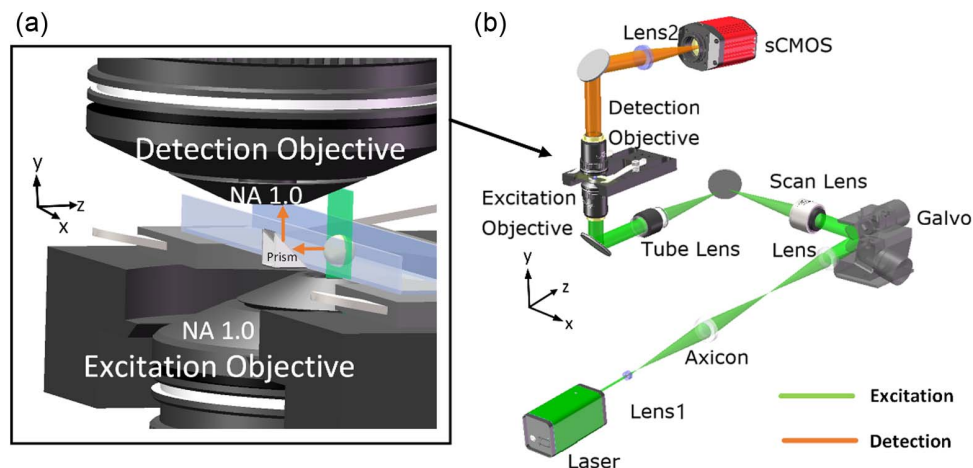 (a)
Detection Objective
NA 1.0
y
z
x
Prism
NA 1.0
Excitation Objective
(b)
Lens2
sCMOS
Detection
Objective
Excitation
Objective
Tube Lens
Scan Lens
Galvo
Lens
y
z
x
Axicon
Lens1
Laser
Excitation
Detection